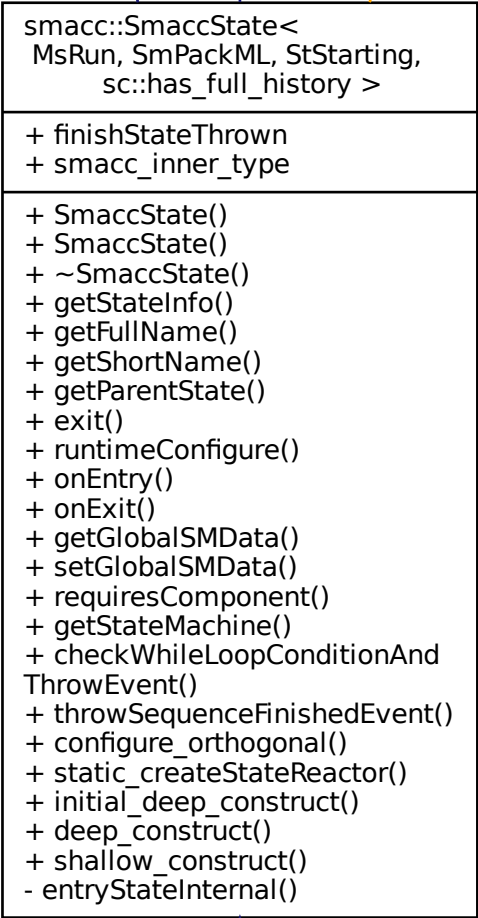 smacc::SmaccState<
MsRun, SmPackML, StStarting,
sc::has_full_history >
+ finishStateThrown
+ smacc_inner_type
+ SmaccState()
+ SmaccState()
+ ~SmaccState()
+ getStateInfo()
+ getFullName()
+ getShortName()
+ getParentState()
+ exit()
+ runtimeConfigure()
+ onEntry()
+ onExit()
+ getGlobalSMData()
+ setGlobalSMData()
+ requiresComponent()
+ getStateMachine()
+ checkWhileLoopConditionAnd
ThrowEvent()
+ throwSequenceFinishedEvent()
+ configure_orthogonal()
+ static_createStateReactor()
+ initial_deep_construct()
+ deep_construct()
+ shallow_construct()
- entryStateInternal()